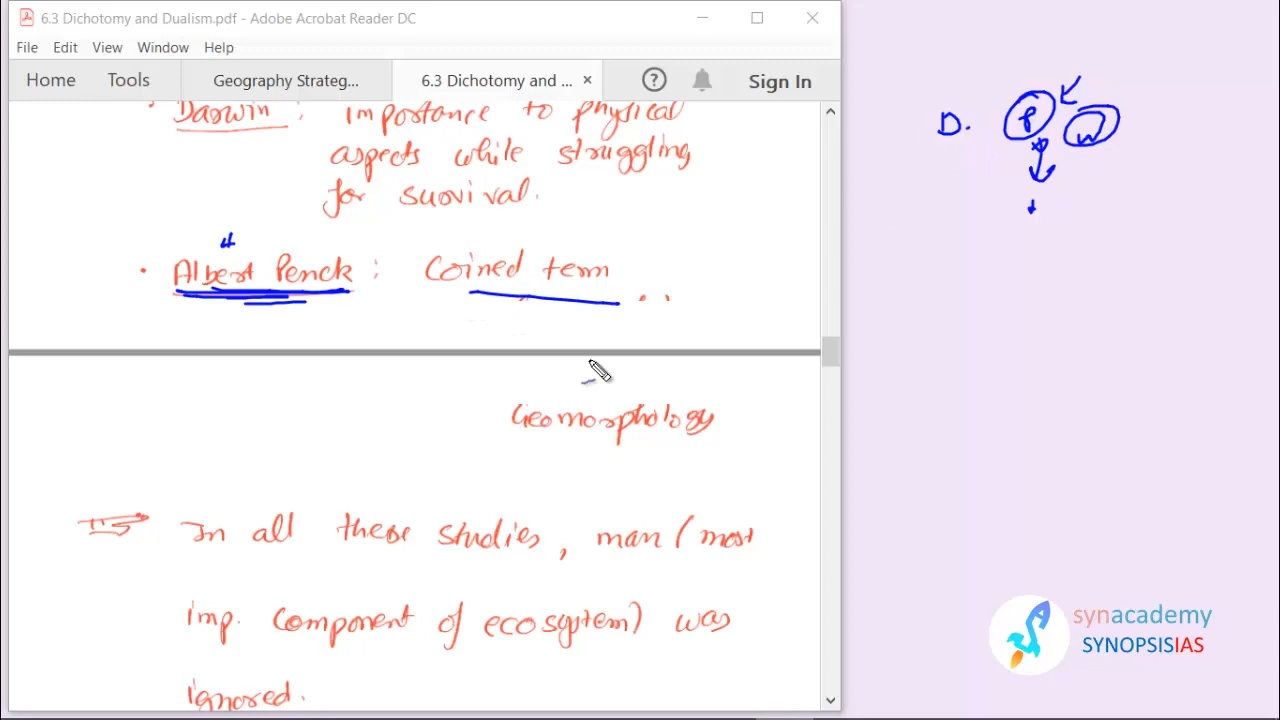 6.3 Dichotomy and Dualism.pdf - Adobe Acrobat Reader DC
File Edit View Window Help
Home Tools Geography Strateg... 6.3 Dichotomy and ... × Sign In
Darwin : importance to physical
aspects while struggling
for survival.
• Albert Penck : Coined term
Geomorphology
In all these studies, man (most
imp. component of ecosystem) was
ignored.
D. P
synacademy
SYNOPSISIAS